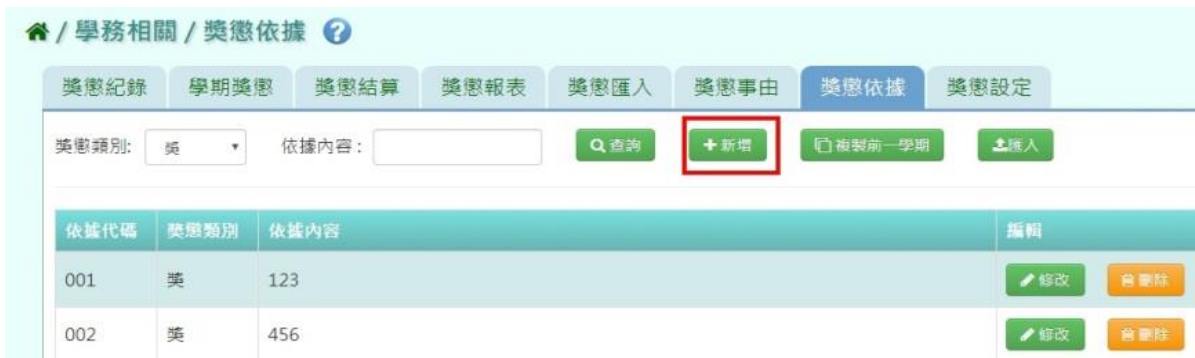 / 學務相關 / 獎懲依據 ?
獎懲紀錄 學期獎懲 獎懲結算 獎懲報表 獎懲匯入 獎懲事由 獎懲依據 獎懲設定
獎懲類別: 獎 依據內容 : 查詢 +新增 複製前一學期 匯入
依據代碼 獎懲類別 依據內容 編輯
001 獎 123 修改 刪除
002 獎 456 修改 刪除